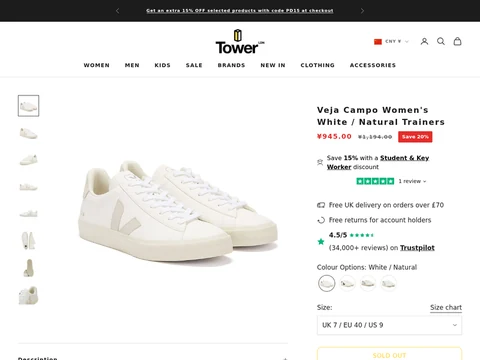 Get an extra 15% OFF selected products with code PD15 at checkout
Tower
CNY ¥
WOMEN MEN KIDS SALE BRANDS NEW IN CLOTHING ACCESSORIES
Veja Campo Women's
White / Natural Trainers
¥945.00 ¥1,194.00 Save 20%
Save 15% with a Student & Key
Worker discount
1 review
Free UK delivery on orders over £70
Free returns for account holders
4.5/5
(34,000+ reviews) on Trustpilot
Colour Options: White / Natural
Size: Size chart
UK 7 / EU 40 / US 9
SOLD OUT
Description